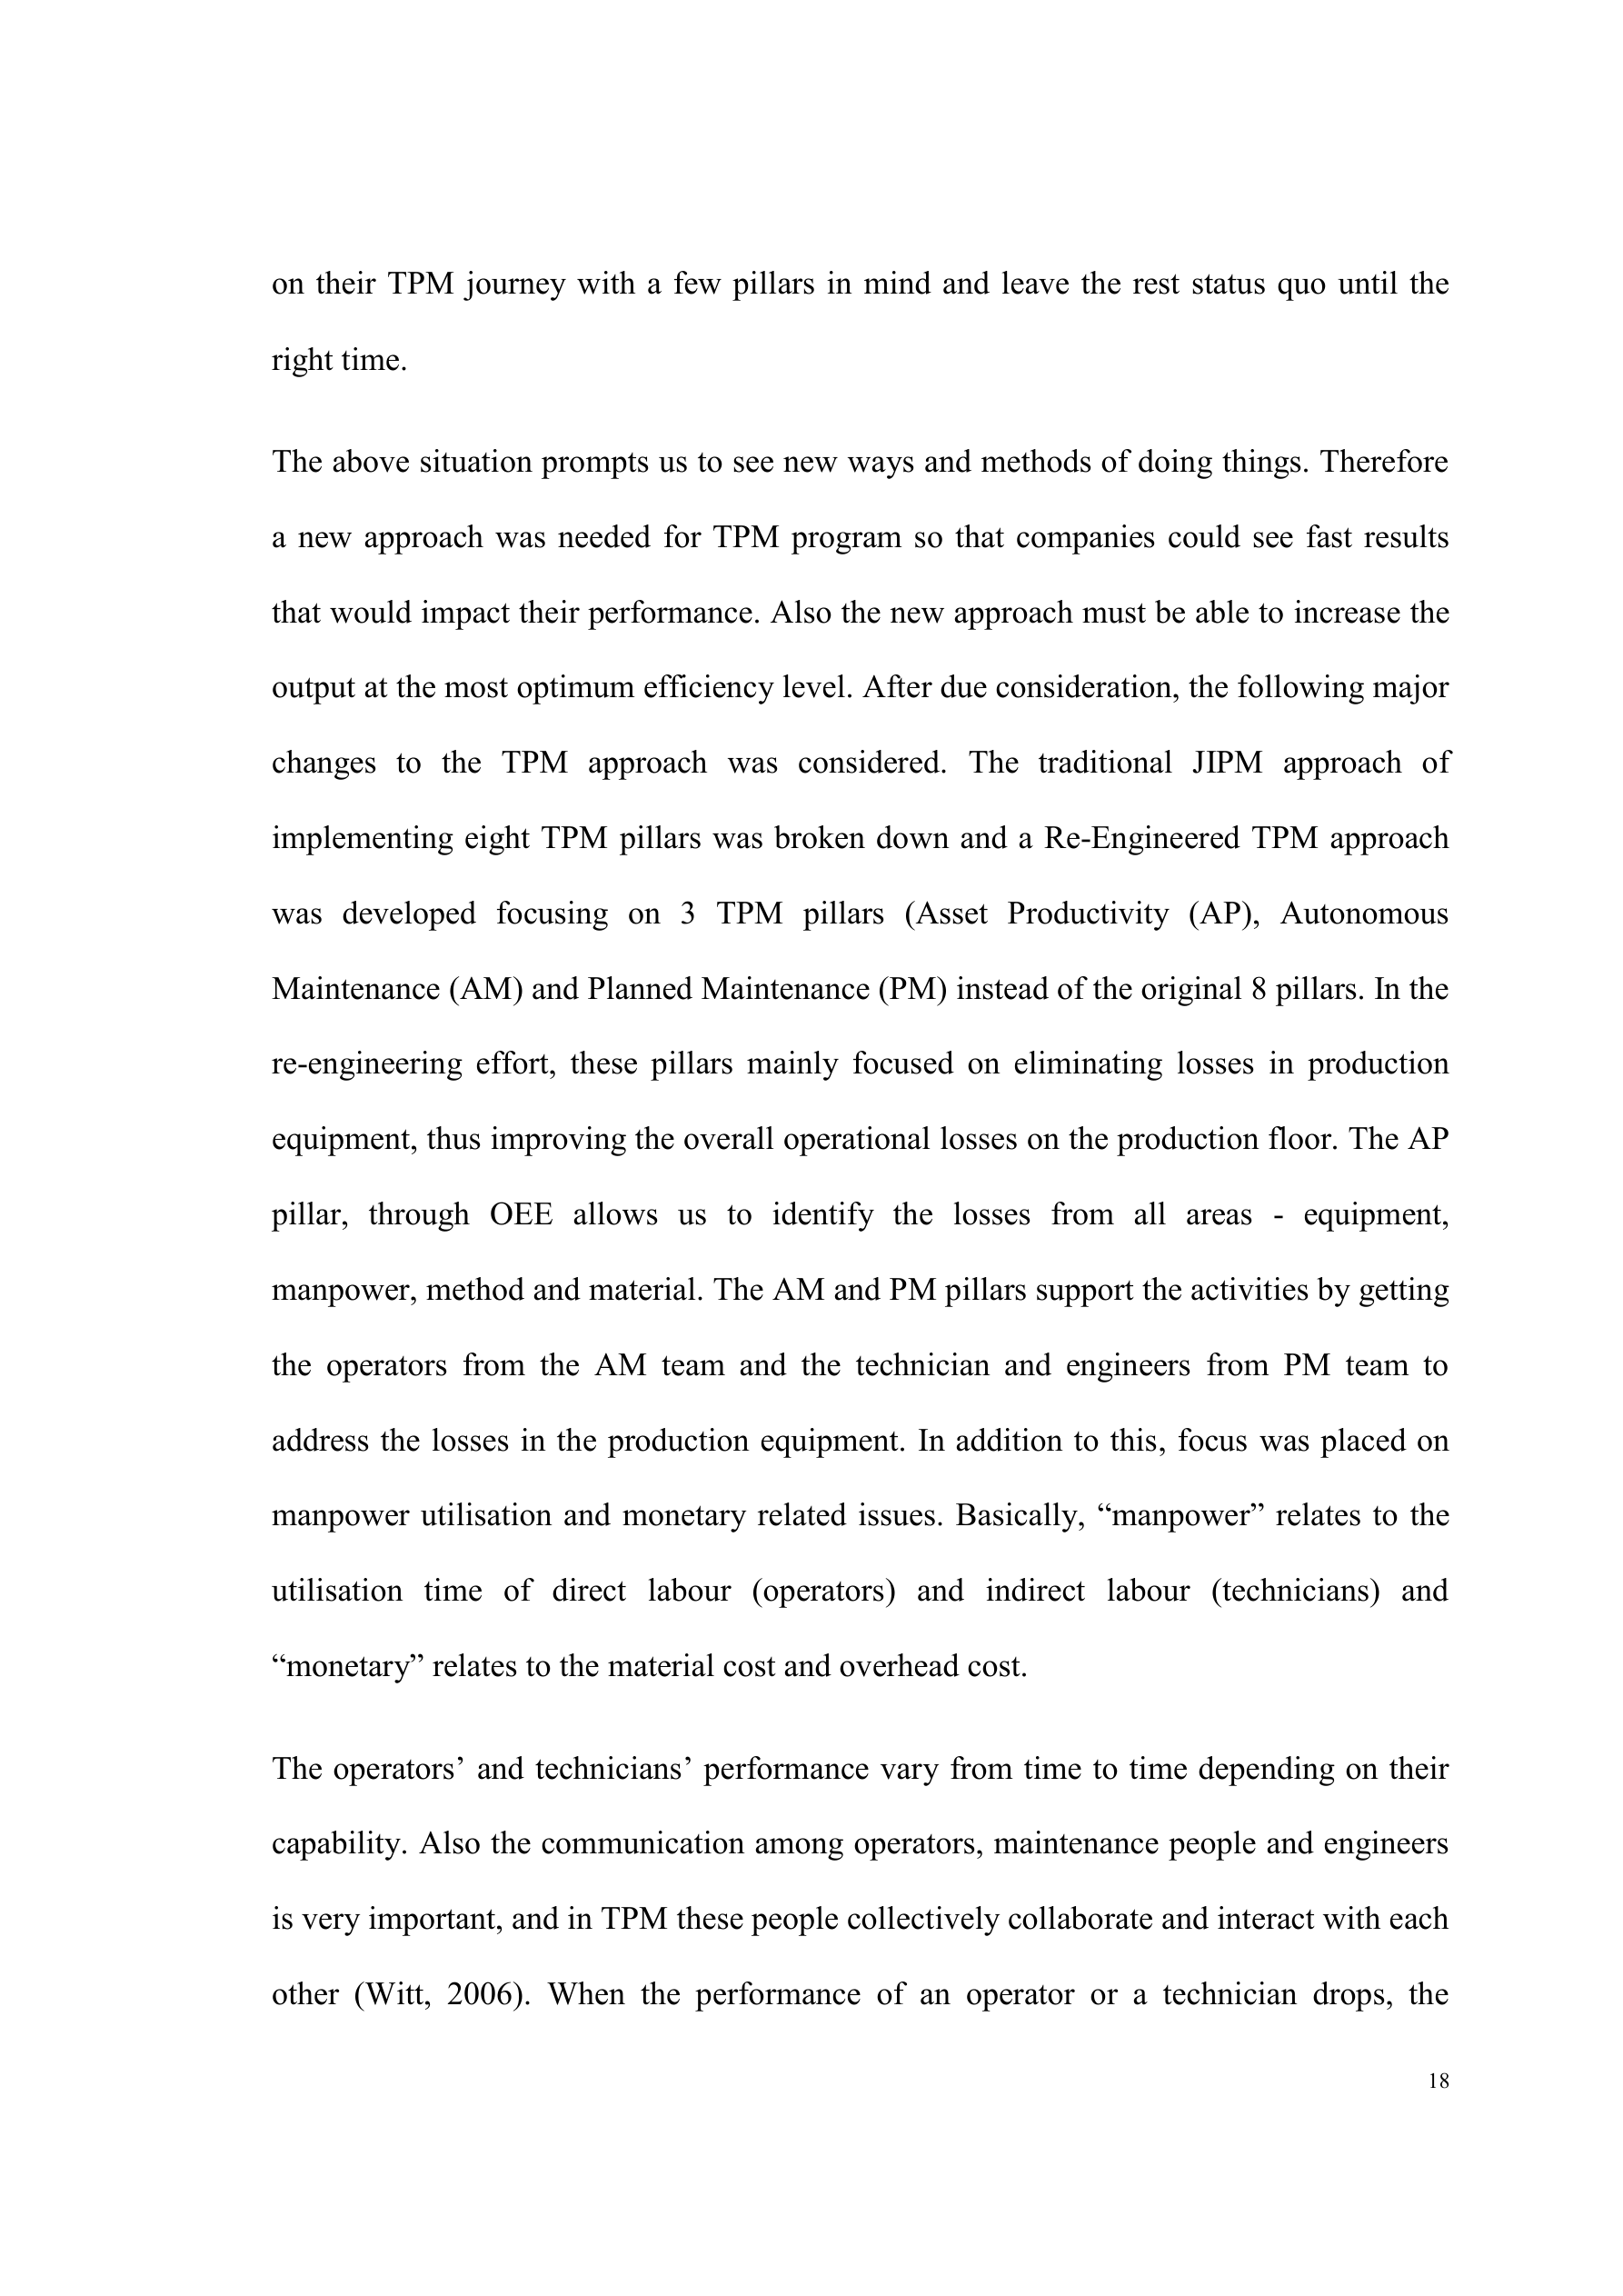 on their TPM journey with a few pillars in mind and leave the rest status quo until the
right time.
The above situation prompts us to see new ways and methods of doing things. Therefore
a new approach was needed for TPM program so that companies could see fast results
that would impact their performance. Also the new approach must be able to increase the
output at the most optimum efficiency level. After due consideration, the following major
changes to the TPM approach was considered. The traditional JIPM approach of
implementing eight TPM pillars was broken down and a Re-Engineered TPM approach
was developed focusing on 3 TPM pillars (Asset Productivity (AP), Autonomous
Maintenance (AM) and Planned Maintenance (PM) instead of the original 8 pillars. In the
re-engineering effort, these pillars mainly focused on eliminating losses in production
equipment, thus improving the overall operational losses on the production floor. The AP
pillar, through OEE allows us to identify the losses from all areas - equipment,
manpower, method and material. The AM and PM pillars support the activities by getting
the operators from the AM team and the technician and engineers from PM team to
address the losses in the production equipment. In addition to this, focus was placed on
manpower utilisation and monetary related issues. Basically, “manpower” relates to the
utilisation time of direct labour (operators) and indirect labour (technicians) and
“monetary” relates to the material cost and overhead cost.
The operators’ and technicians’ performance vary from time to time depending on their
capability. Also the communication among operators, maintenance people and engineers
is very important, and in TPM these people collectively collaborate and interact with each
other (Witt, 2006). When the performance of an operator or a technician drops, the
18